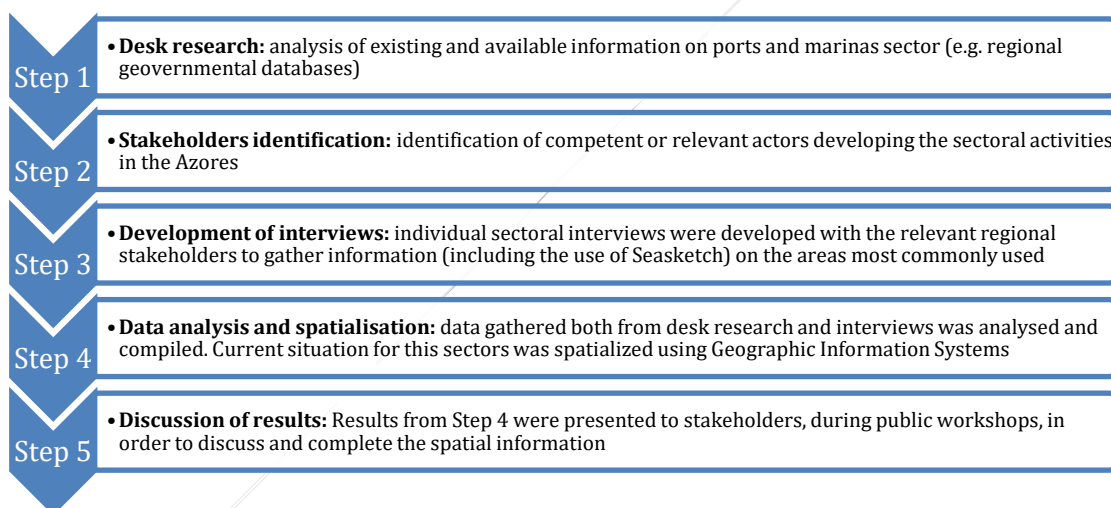 Step 1
• Desk research: analysis of existing and available information on ports and marinas sector (e.g. regional
geovernmental databases)
Step 2
• Stakeholders identification: identification of competent or relevant actors developing the sectoral activities
in the Azores
Step 3
• Development of interviews: individual sectoral interviews were developed with the relevant regional
stakeholders to gather information (including the use of Seasketch) on the areas most commonly used
Step 4
• Data analysis and spatialisation: data gathered both from desk research and interviews was analysed and
compiled. Current situation for this sectors was spatialized using Geographic Information Systems
Step 5
• Discussion of results: Results from Step 4 were presented to stakeholders, during public workshops, in
order to discuss and complete the spatial information